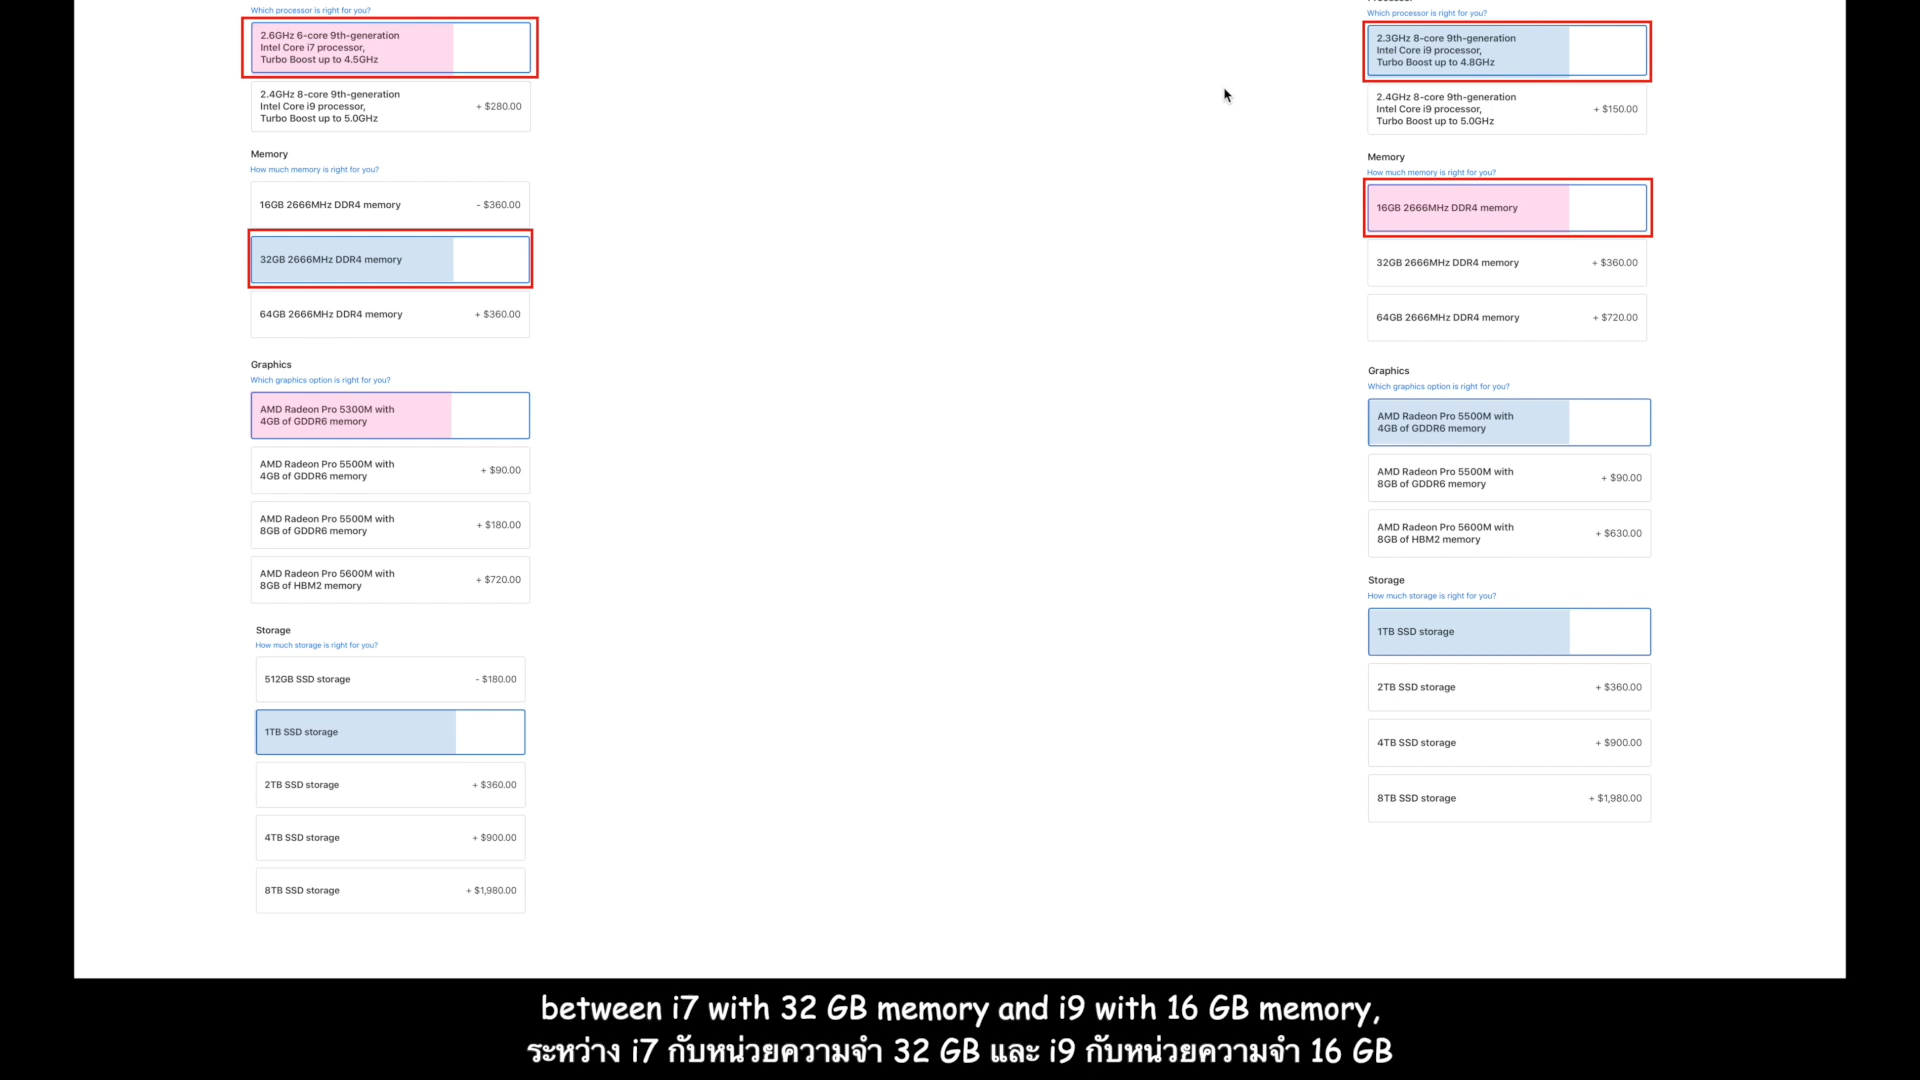 Which processor is right for you?
2.6GHz 6-core 9th-generation
Intel Core i7 processor,
Turbo Boost up to 4.5GHz
2.4GHz 8-core 9th-generation
Intel Core i9 processor,
Turbo Boost up to 5.0GHz
+ $280.00
Memory
How much memory is right for you?
16GB 2666MHz DDR4 memory
- $360.00
32GB 2666MHz DDR4 memory
64GB 2666MHz DDR4 memory
+ $360.00
Graphics
Which graphics option is right for you?
AMD Radeon Pro 5300M with
4GB of GDDR6 memory
AMD Radeon Pro 5500M with
4GB of GDDR6 memory
+ $90.00
AMD Radeon Pro 5500M with
8GB of GDDR6 memory
+ $180.00
AMD Radeon Pro 5600M with
8GB of HBM2 memory
+ $720.00
Storage
How much storage is right for you?
512GB SSD storage
- $180.00
1TB SSD storage
2TB SSD storage
+ $360.00
4TB SSD storage
+ $900.00
8TB SSD storage
+ $1,980.00
Which processor is right for you?
2.3GHz 8-core 9th-generation
Intel Core i9 processor,
Turbo Boost up to 4.8GHz
2.4GHz 8-core 9th-generation
Intel Core i9 processor,
Turbo Boost up to 5.0GHz
+ $150.00
Memory
How much memory is right for you?
16GB 2666MHz DDR4 memory
32GB 2666MHz DDR4 memory
+ $360.00
64GB 2666MHz DDR4 memory
+ $720.00
Graphics
Which graphics option is right for you?
AMD Radeon Pro 5500M with
4GB of GDDR6 memory
AMD Radeon Pro 5500M with
8GB of GDDR6 memory
+ $90.00
AMD Radeon Pro 5600M with
8GB of HBM2 memory
+ $630.00
Storage
How much storage is right for you?
1TB SSD storage
2TB SSD storage
+ $360.00
4TB SSD storage
+ $900.00
8TB SSD storage
+ $1,980.00
between i7 with 32 GB memory and i9 with 16 GB memory,
ระหว่าง i7 กับหน่วยความจำ 32 GB และ i9 กับหน่วยความจำ 16 GB